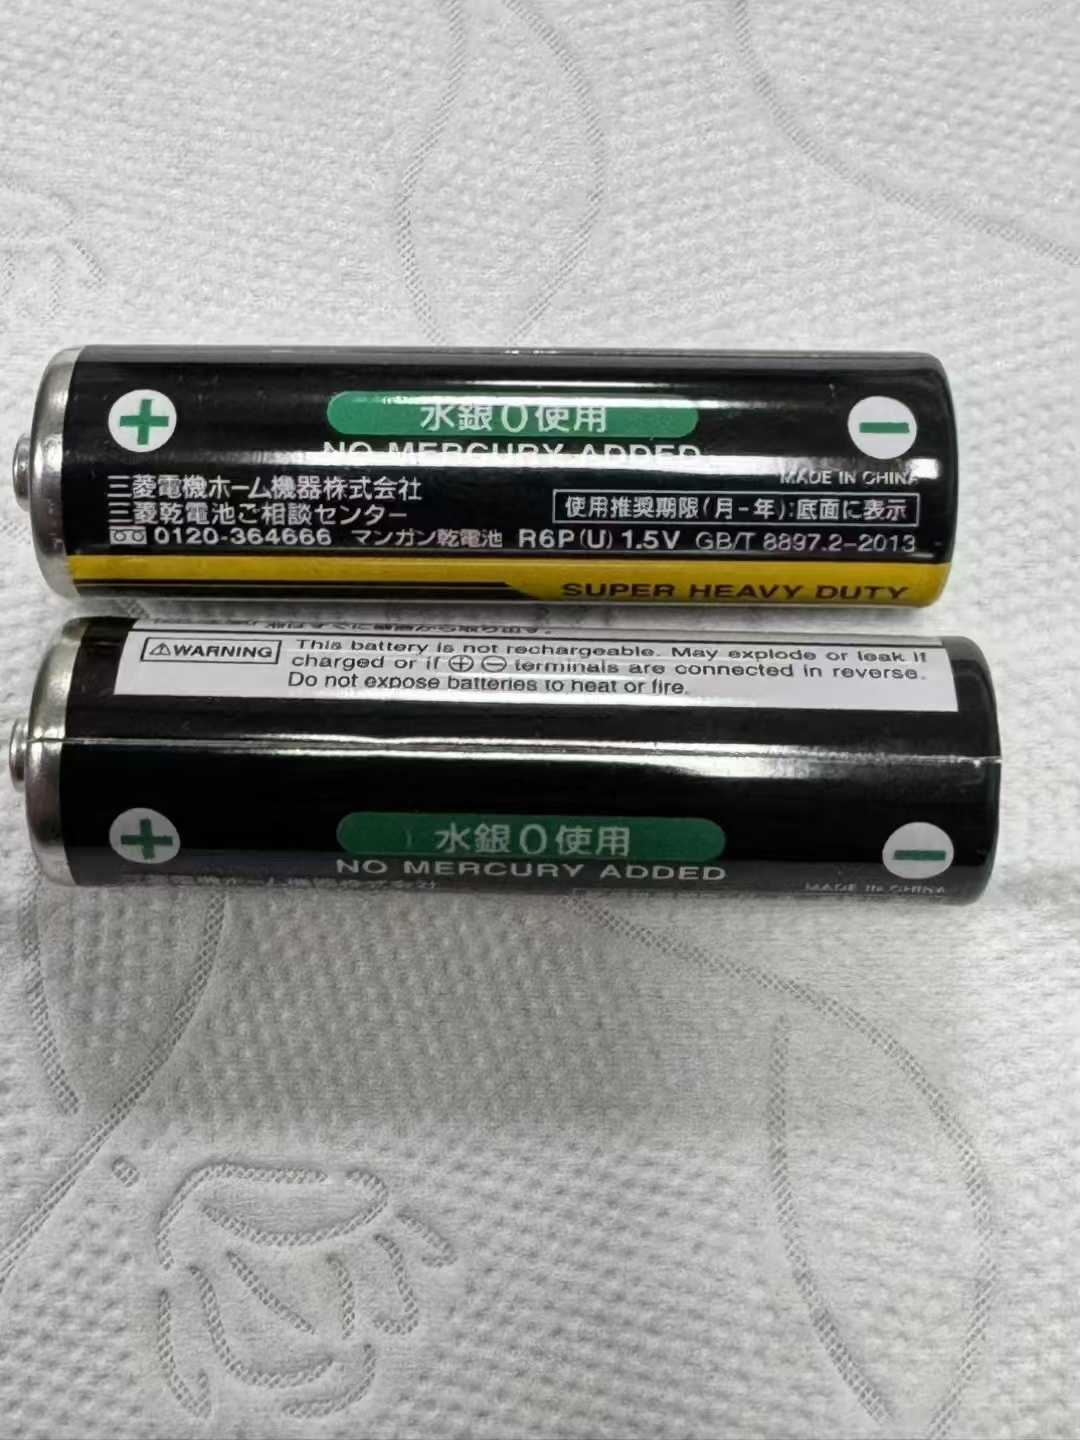 水銀0使用
NO MERCURY ADDED
MADE IN CHINA
三菱電機ホーム機器株式会社
三菱乾電池ご相談センター
使用推奨期限(月-年):底面に表示
0120-364666 マンガン乾電池 R6P(U) 1.5V GB/T 8897.2-2013
SUPER HEAVY DUTY
⚠WARNING
This battery is not rechargeable. May explode or leak if
charged or if ⊕ ⊖ terminals are connected in reverse.
Do not expose batteries to heat or fire.
水銀0使用
NO MERCURY ADDED
MADE IN CHINA